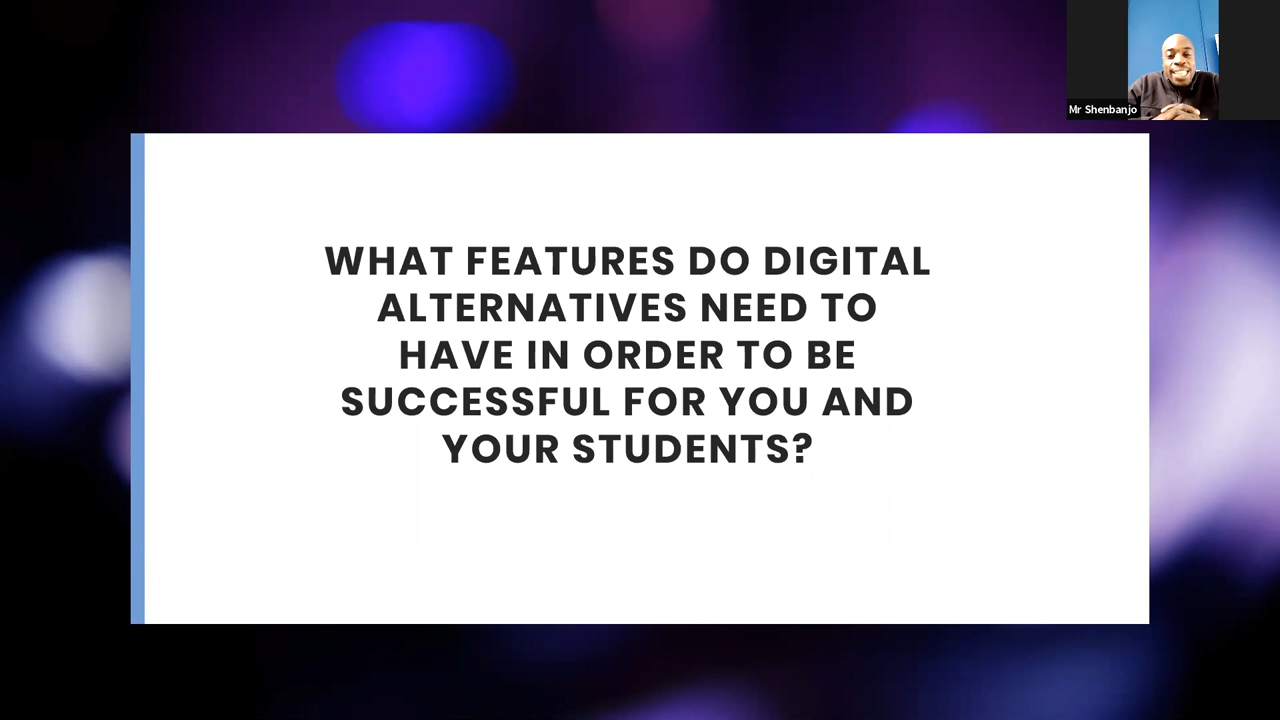 Mr Shenbanjo
WHAT FEATURES DO DIGITAL
ALTERNATIVES NEED TO
HAVE IN ORDER TO BE
SUCCESSFUL FOR YOU AND
YOUR STUDENTS?